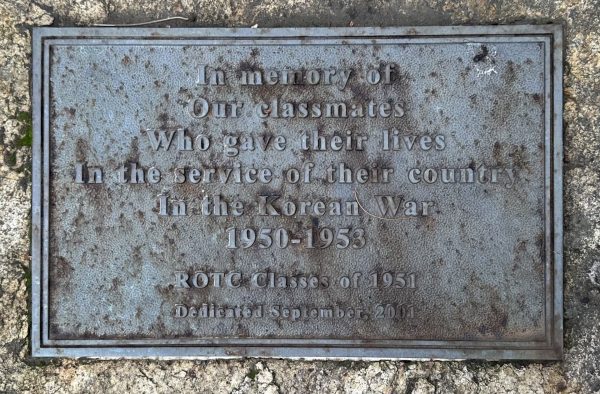 In memory of
Our classmates
Who gave their lives
In the service of their country
In the Korean War
1950-1953
ROTC Classes of 1951
Dedicated September, 2001